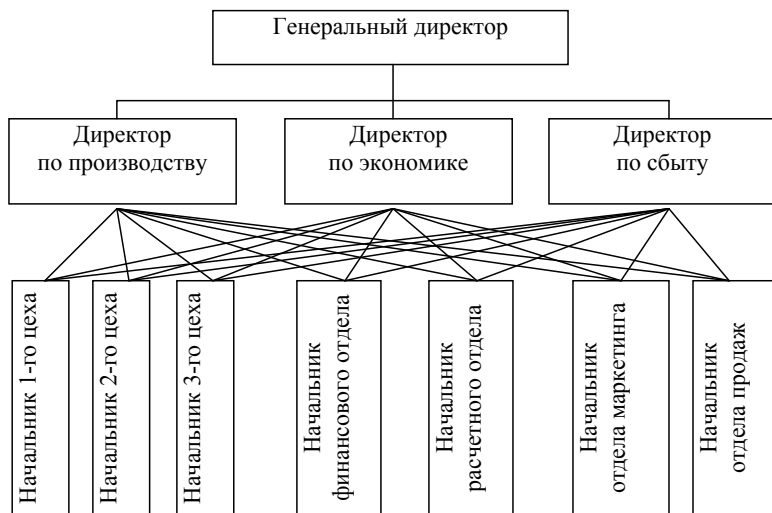 Генеральный директор
Директор
по производству
Директор
по экономике
Директор
по сбыту
Начальник 1-го цеха
Начальник 2-го цеха
Начальник 3-го цеха
Начальник
финансового отдела
Начальник
расчетного отдела
Начальник
отдела маркетинга
Начальник
отдела продаж